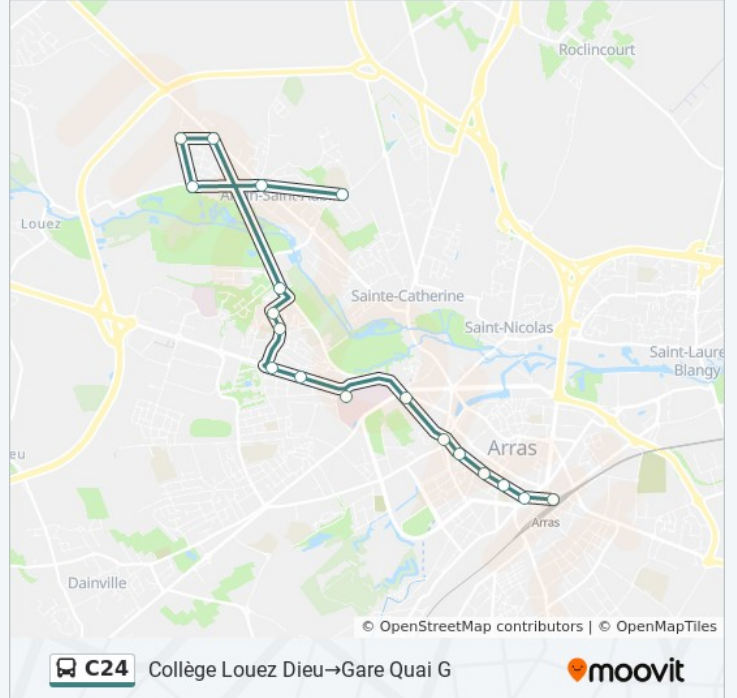 Roclincourt
Louez
Sainte-Catherine
Saint-Nicolas
Saint-Laure
Blangy
Arras
eu
Arras
Dainville
© OpenStreetMap contributors | © OpenMapTiles
C24 Collège Louez Dieu→Gare Quai G
moovit